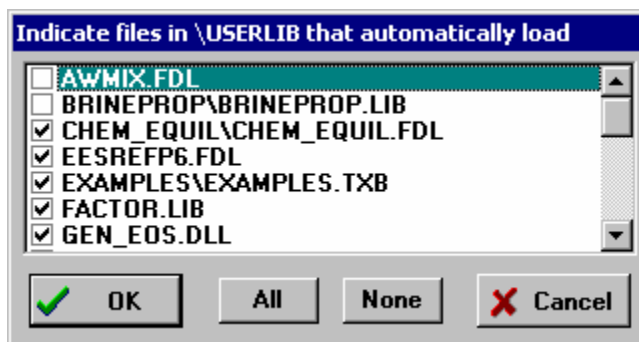 Indicate files in \USERLIB that automatically load
AWMIX.FDL
BRINEPROP\BRINEPROP.LIB
CHEM_EQUIL\CHEM_EQUIL.FDL
EESREFP6.FDL
EXAMPLES\EXAMPLES.TXB
FACTOR.LIB
GEN_EOS.DLL
OK All None Cancel